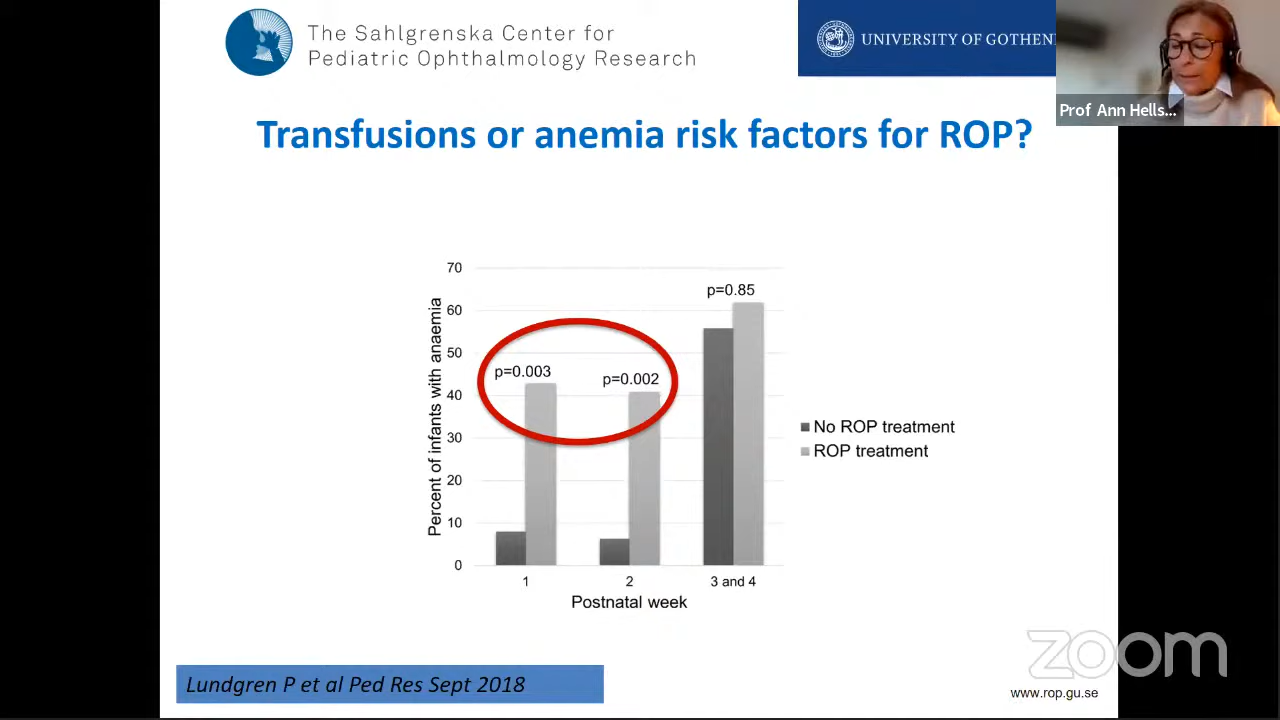 The Sahlgrenska Center for
Pediatric Ophthalmology Research
UNIVERSITY OF GOTHEN
Prof Ann Hells...
Transfusions or anemia risk factors for ROP?
Percent of infants with anaemia
70
60
50
40
30
20
10
0
p=0.003
p=0.002
p=0.85
1
2
3 and 4
Postnatal week
No ROP treatment
ROP treatment
Lundgren P et al Ped Res Sept 2018
zoom
www.rop.gu.se